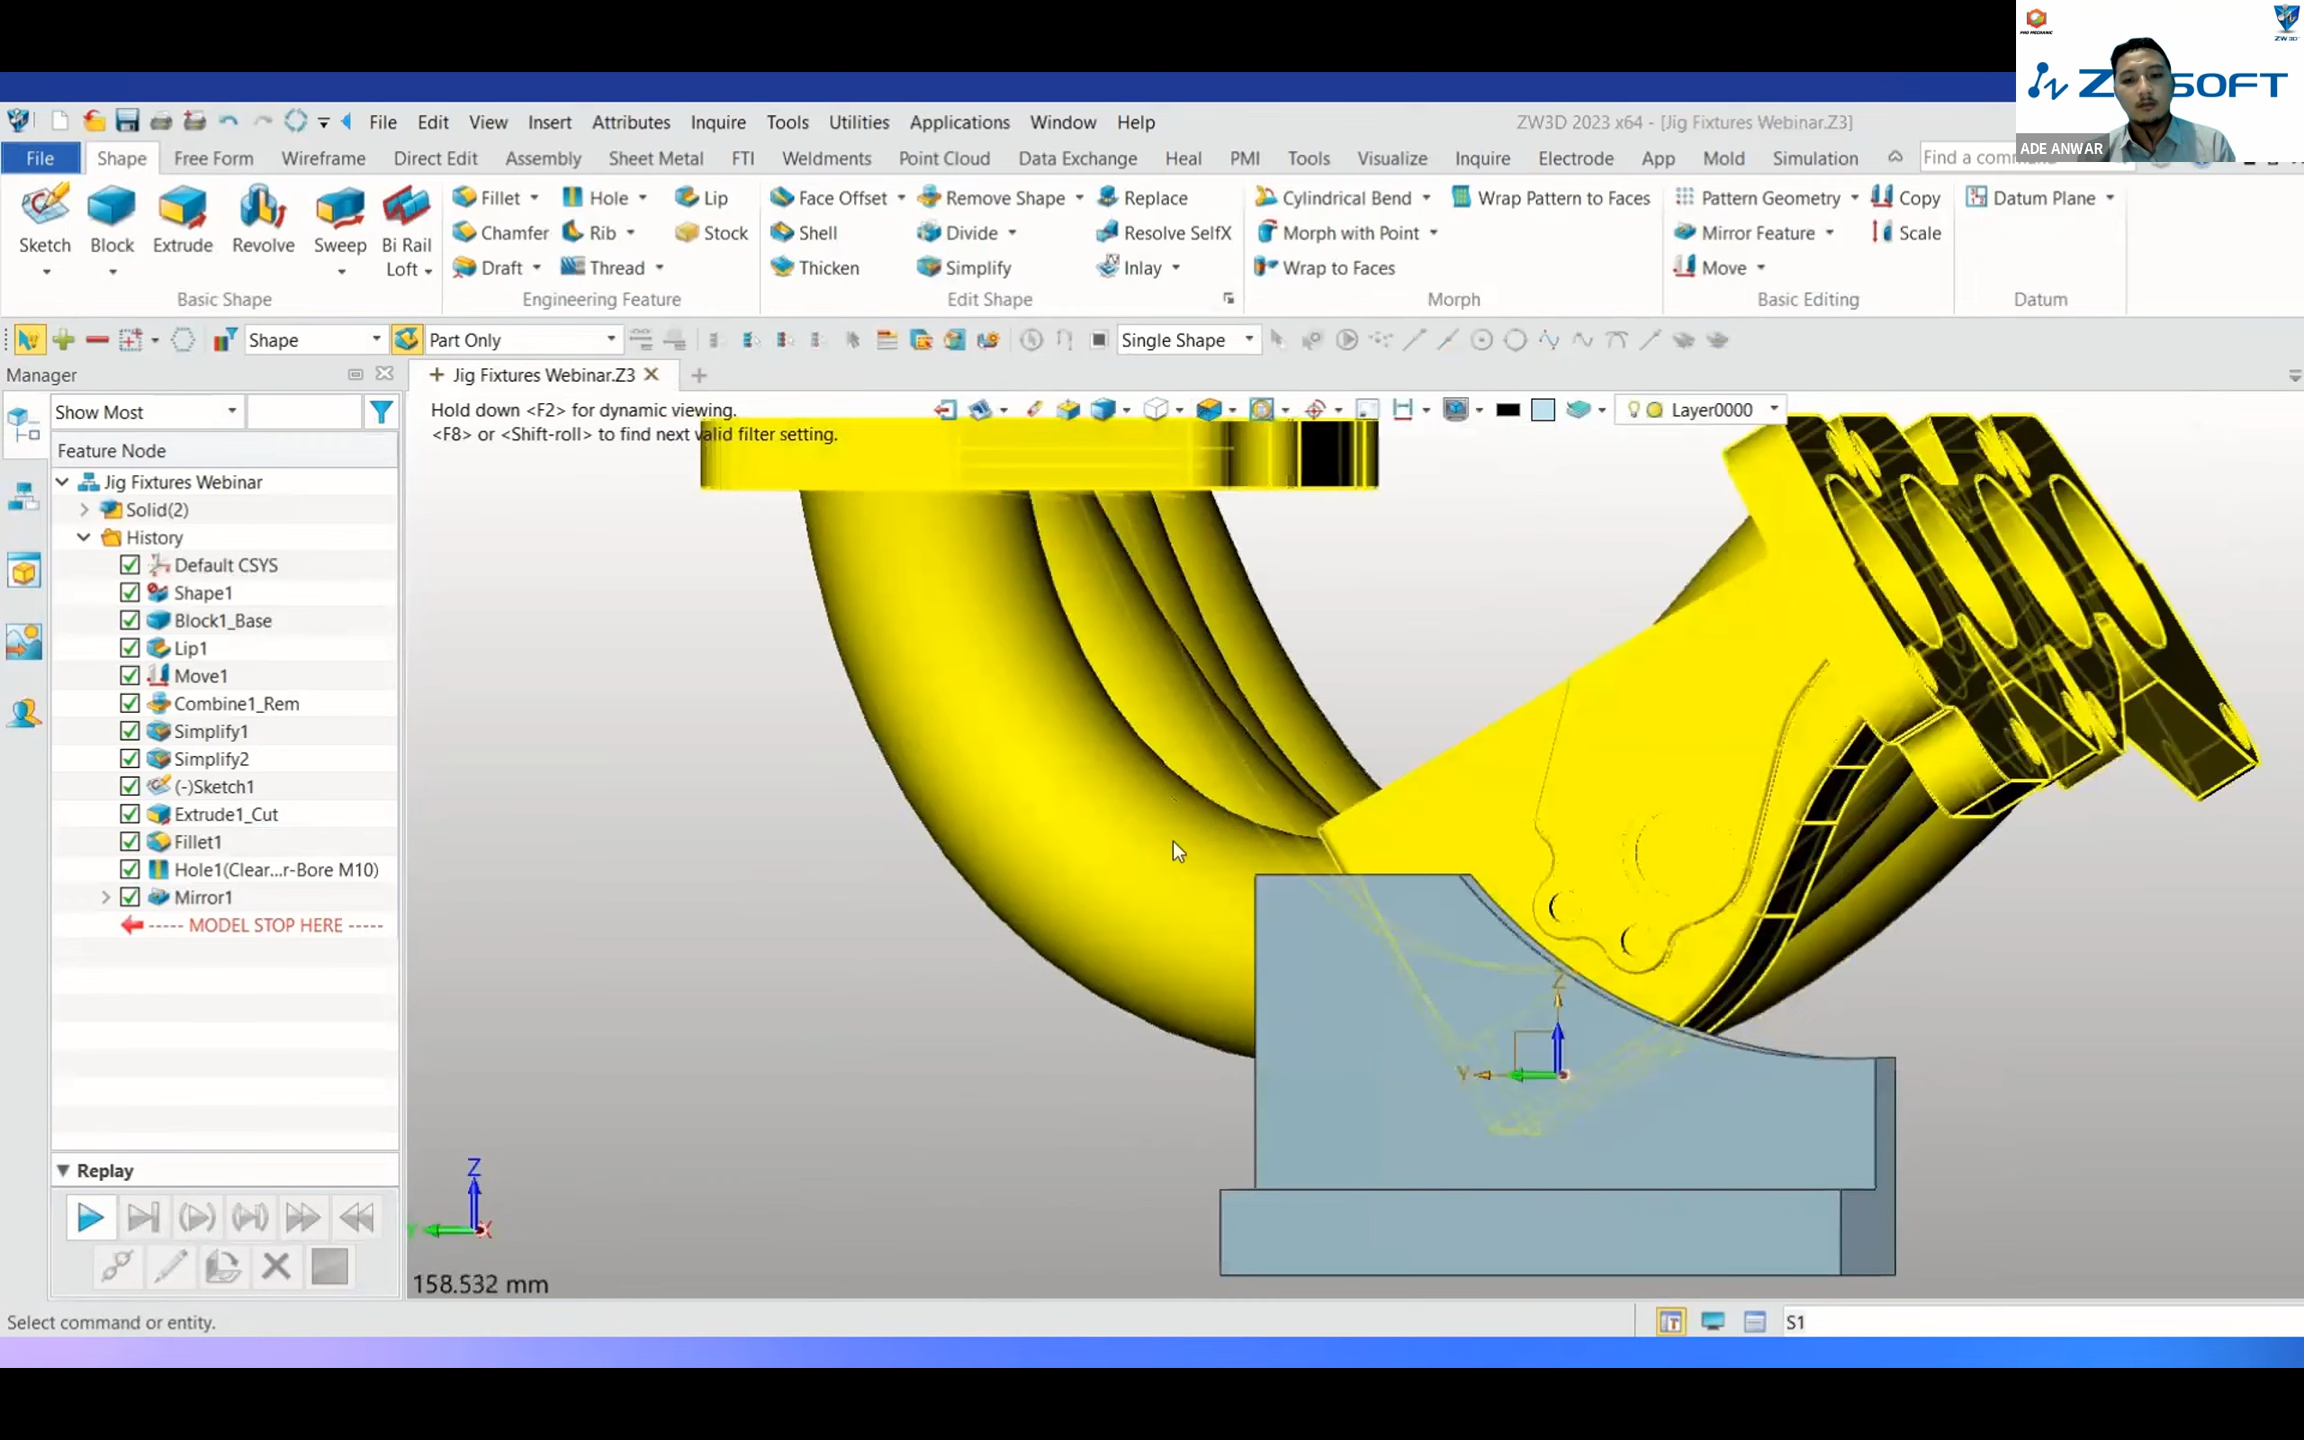 ZW3D
ADE ANWAR
File Edit View Insert Attributes Inquire Tools Utilities Applications Window Help
ZW3D 2023 x64 - [Jig Fixtures Webinar.Z3]
File Shape Free Form Wireframe Direct Edit Assembly Sheet Metal FTI Weldments Point Cloud Data Exchange Heal PMI Tools Visualize Inquire Electrode App Mold Simulation
Sketch Block Extrude Revolve Sweep Bi Rail Loft
Fillet Hole Lip
Chamfer Rib Stock
Draft Thread
Face Offset Remove Shape Replace
Shell Divide Resolve SelfX
Thicken Simplify Inlay
Cylindrical Bend Wrap Pattern to Faces
Morph with Point
Wrap to Faces
Pattern Geometry Copy
Mirror Feature Scale
Move
Datum Plane
Basic Shape Engineering Feature Edit Shape Morph Basic Editing Datum
Shape Part Only Single Shape
Manager
Jig Fixtures Webinar.Z3
Show Most
Hold down <F2> for dynamic viewing.
<F8> or <Shift-roll> to find next valid filter setting.
Layer0000
Feature Node
Jig Fixtures Webinar
Solid(2)
History
Default CSYS
Shape1
Block1_Base
Lip1
Move1
Combine1_Rem
Simplify1
Simplify2
(-)Sketch1
Extrude1_Cut
Fillet1
Hole1(Clear...r-Bore M10)
Mirror1
----- MODEL STOP HERE -----
Z
Y
Replay
Z
X
158.532 mm
Select command or entity.
S1